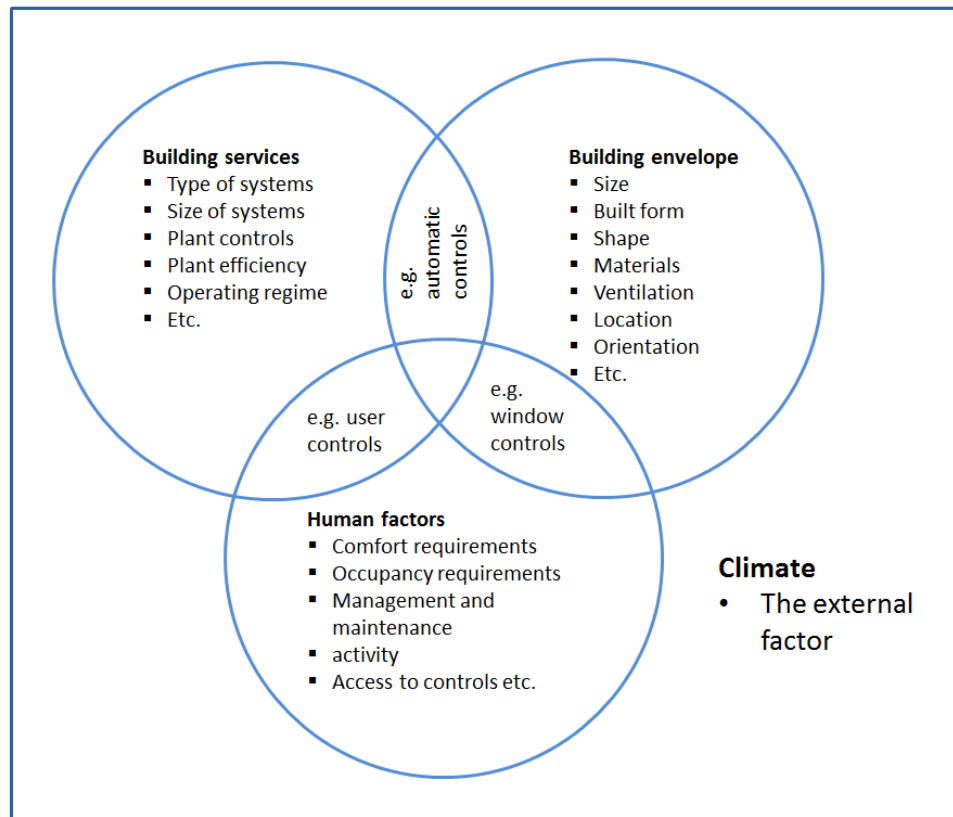 Building services
▪ Type of systems
▪ Size of systems
▪ Plant controls
▪ Plant efficiency
▪ Operating regime
▪ Etc.
e.g.
automatic
controls
Building envelope
▪ Size
▪ Built form
▪ Shape
▪ Materials
▪ Ventilation
▪ Location
▪ Orientation
▪ Etc.
e.g. user
controls
e.g.
window
controls
Human factors
▪ Comfort requirements
▪ Occupancy requirements
▪ Management and
maintenance
▪ activity
▪ Access to controls etc.
Climate
• The external
factor